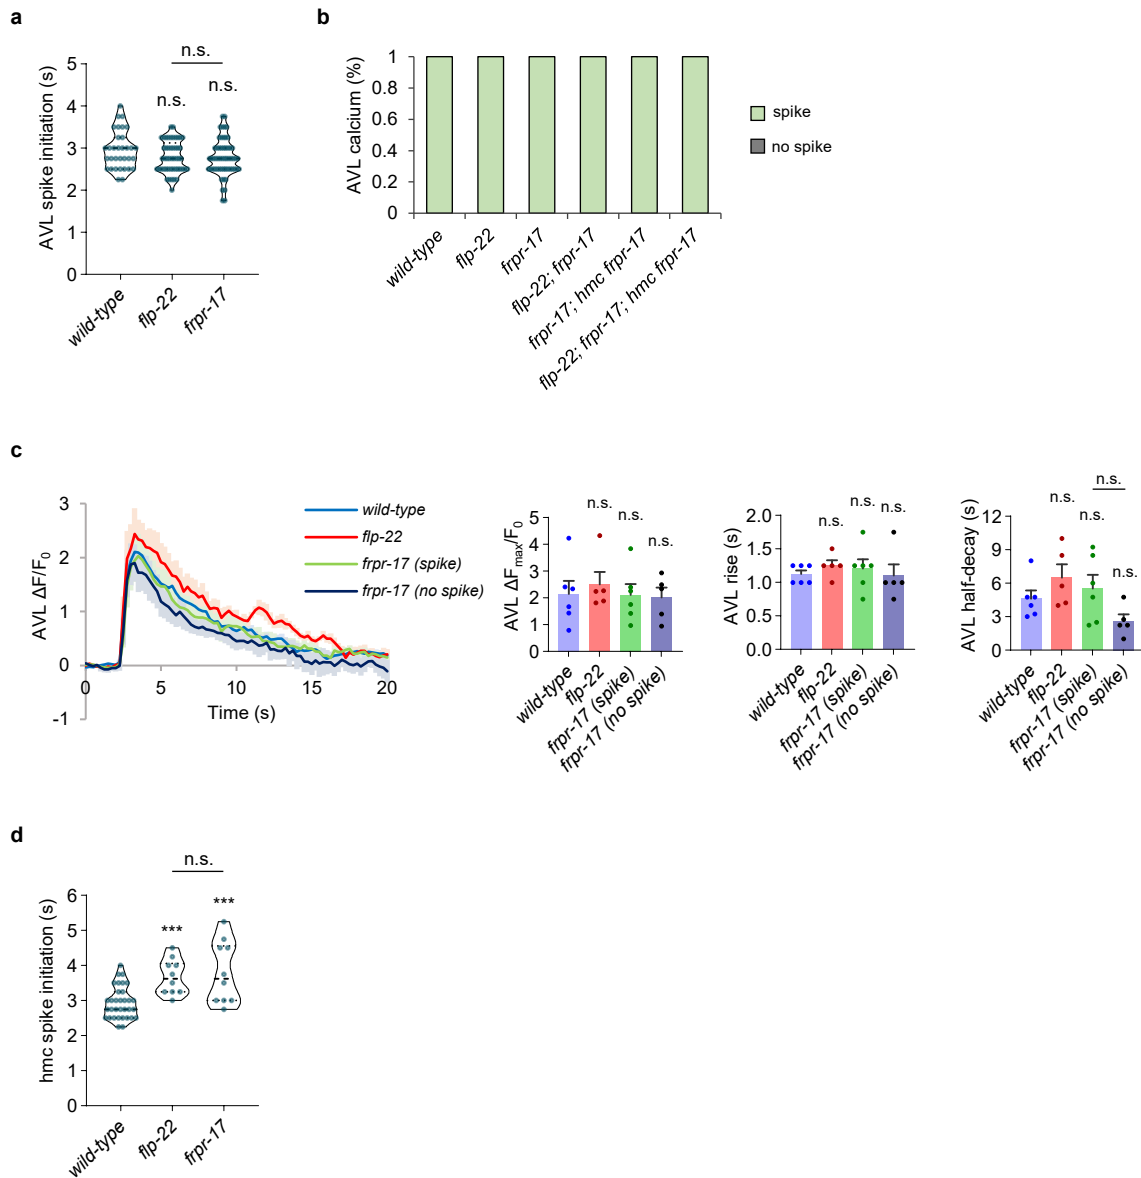 a
AVL spike initiation (s)
5
4
3
2
1
0
n.s.
n.s.
n.s.
wild-type
flp-22
frpr-17
b
AVL calcium (%)
1
0.8
0.6
0.4
0.2
0
wild-type
flp-22
frpr-17
flp-22; frpr-17
frpr-17; hmc frpr-17
flp-22; frpr-17; hmc frpr-17
spike
no spike
c
AVL ΔF/F0
3
2
1
0
-1
0
5
10
15
20
Time (s)
wild-type
flp-22
frpr-17 (spike)
frpr-17 (no spike)
AVL ΔFmax/F0
5
4
3
2
1
0
n.s.
n.s.
n.s.
wild-type
flp-22
frpr-17 (spike)
frpr-17 (no spike)
AVL rise (s)
2.0
1.5
1.0
0.5
0.0
n.s.
n.s.
n.s.
wild-type
flp-22
frpr-17 (spike)
frpr-17 (no spike)
AVL half-decay (s)
12
9
6
3
0
n.s.
n.s.
n.s.
n.s.
wild-type
flp-22
frpr-17 (spike)
frpr-17 (no spike)
d
hmc spike initiation (s)
6
5
4
3
2
1
0
n.s.
***
***
wild-type
flp-22
frpr-17